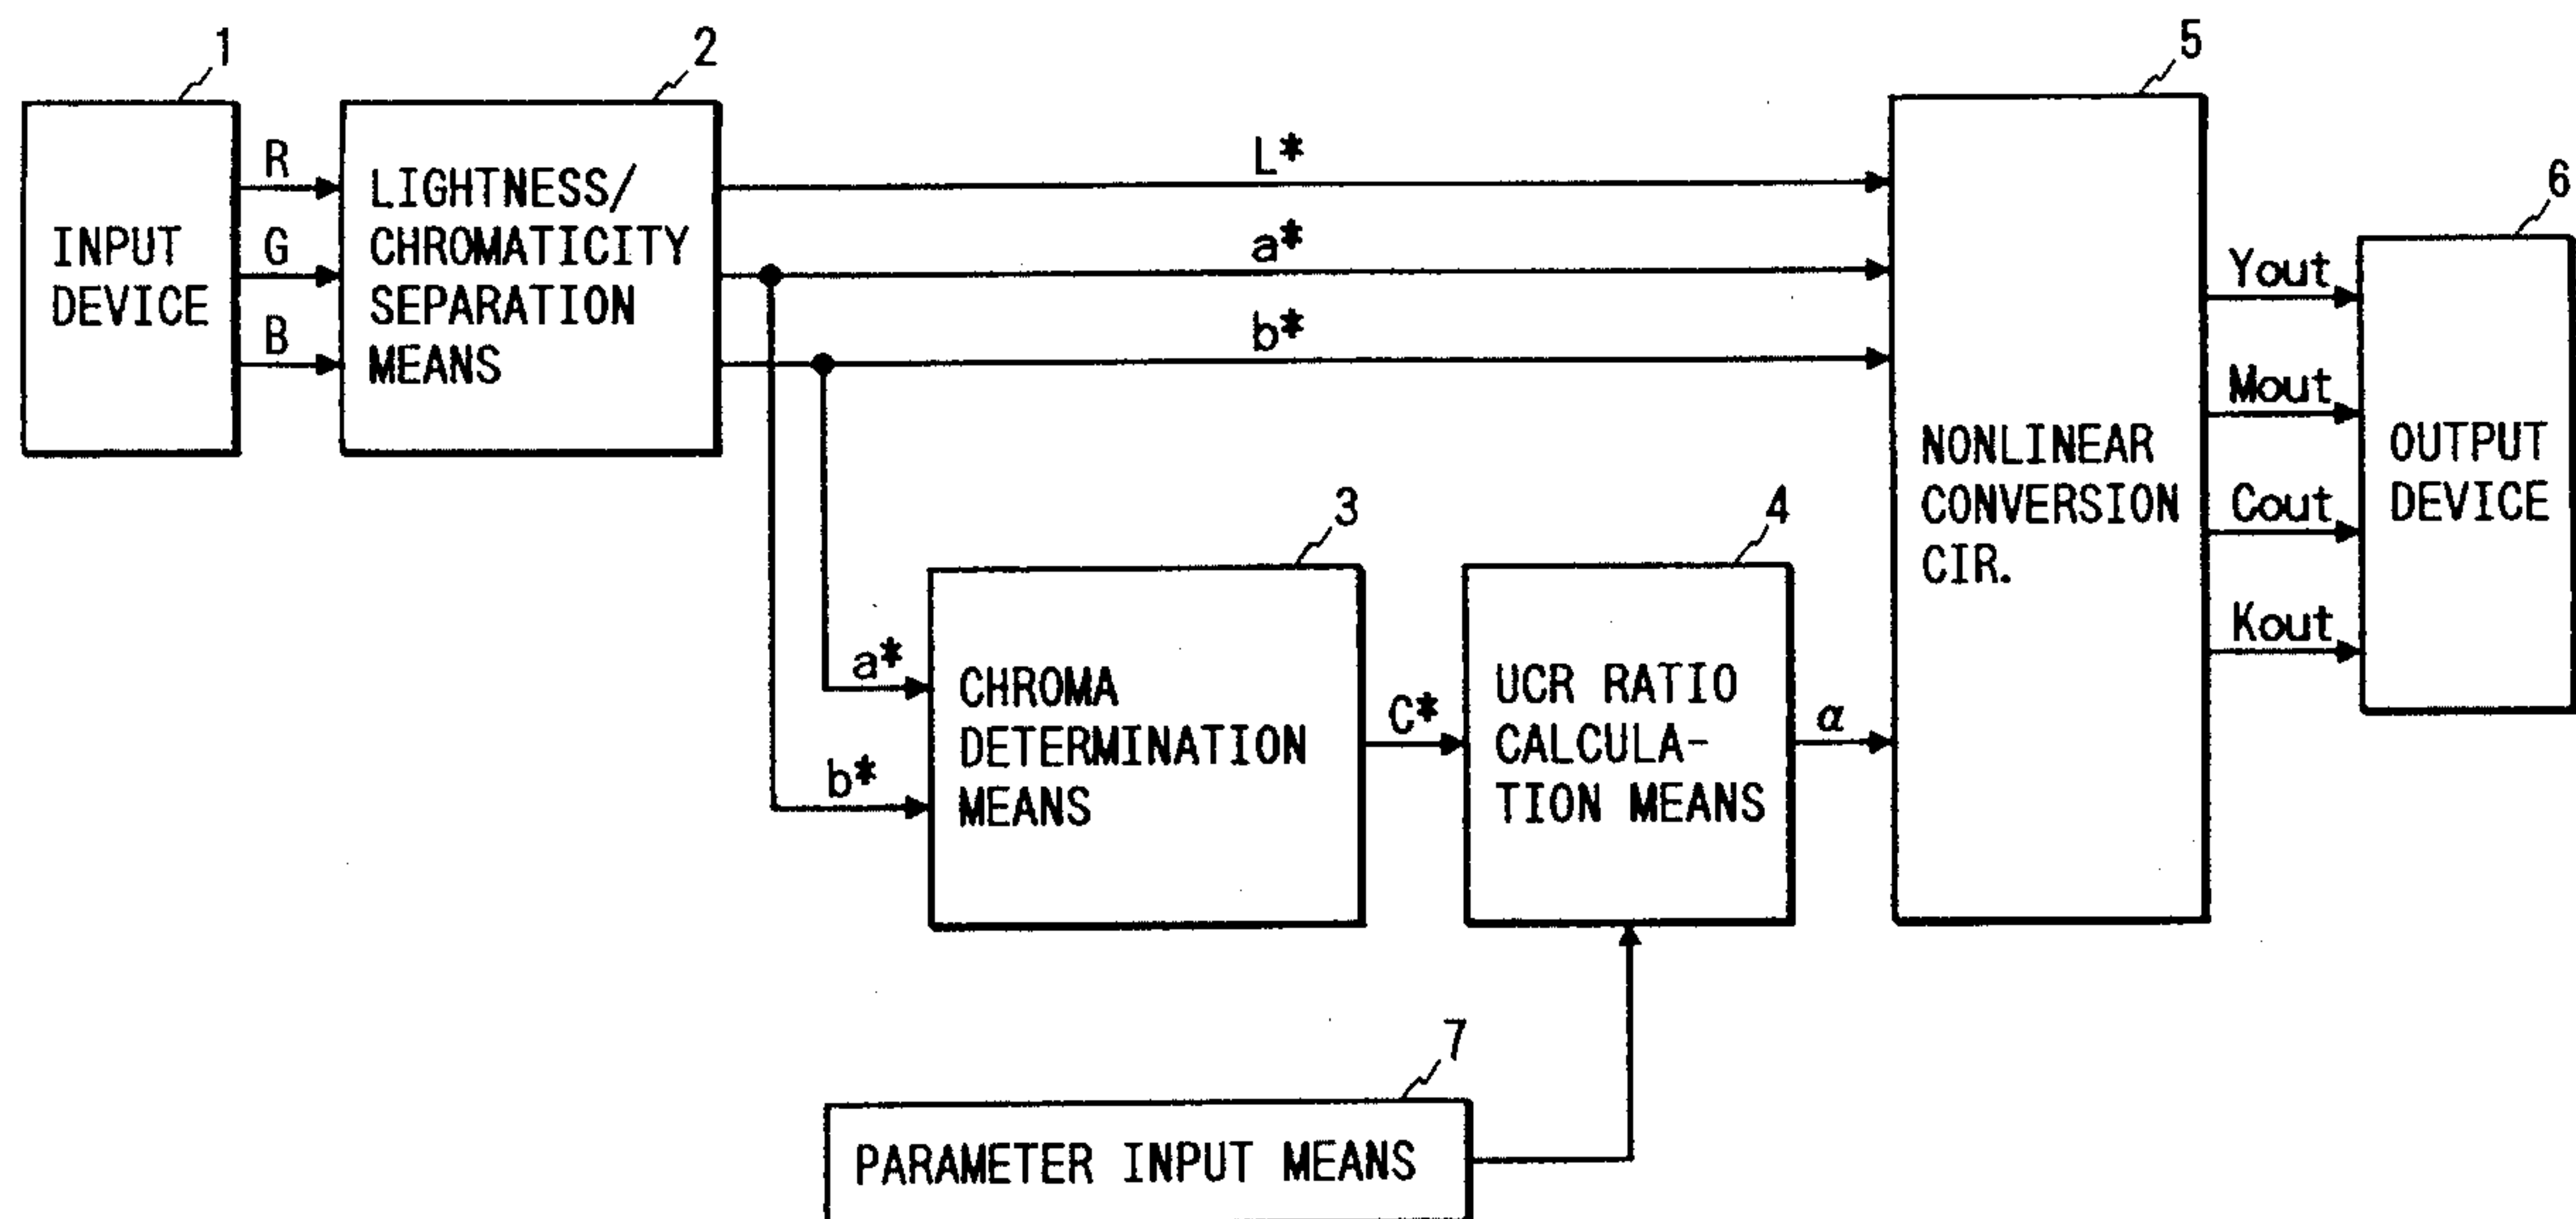 1
2
5
6
INPUT
DEVICE
R
G
B
LIGHTNESS/
CHROMATICITY
SEPARATION
MEANS
L*
a*
b*
NONLINEAR
CONVERSION
CIR.
Yout
Mout
Cout
Kout
OUTPUT
DEVICE
3
4
a*
b*
CHROMA
DETERMINATION
MEANS
C*
UCR RATIO
CALCULA-
TION MEANS
α
7
PARAMETER INPUT MEANS